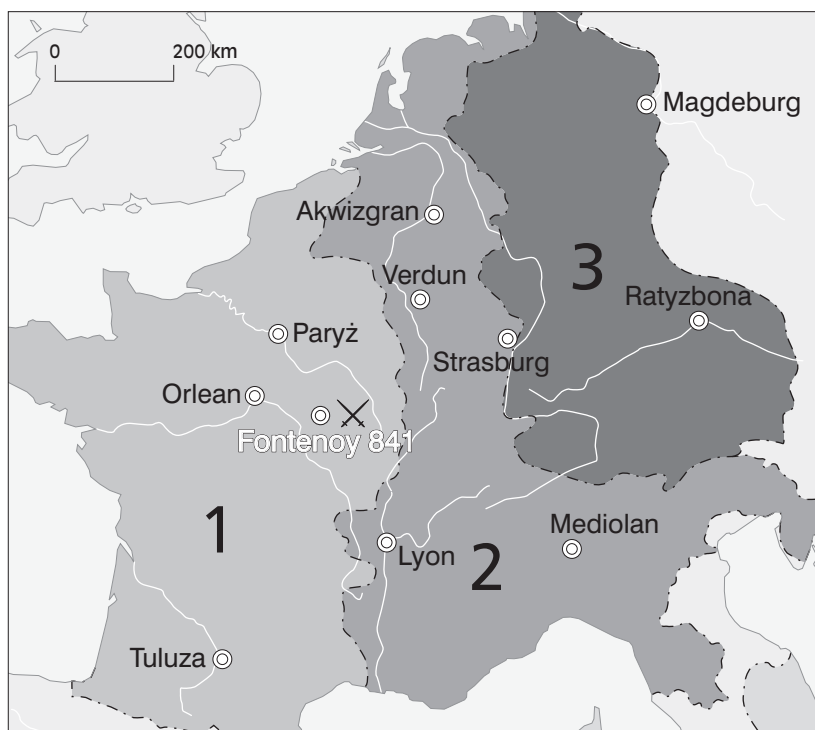 0 200 km
Magdeburg
Akwizgran
3
Verdun
Ratyzbona
Paryż
Strasburg
Orlean
Fontenoy 841
1
Mediolan
Lyon
2
Tuluza